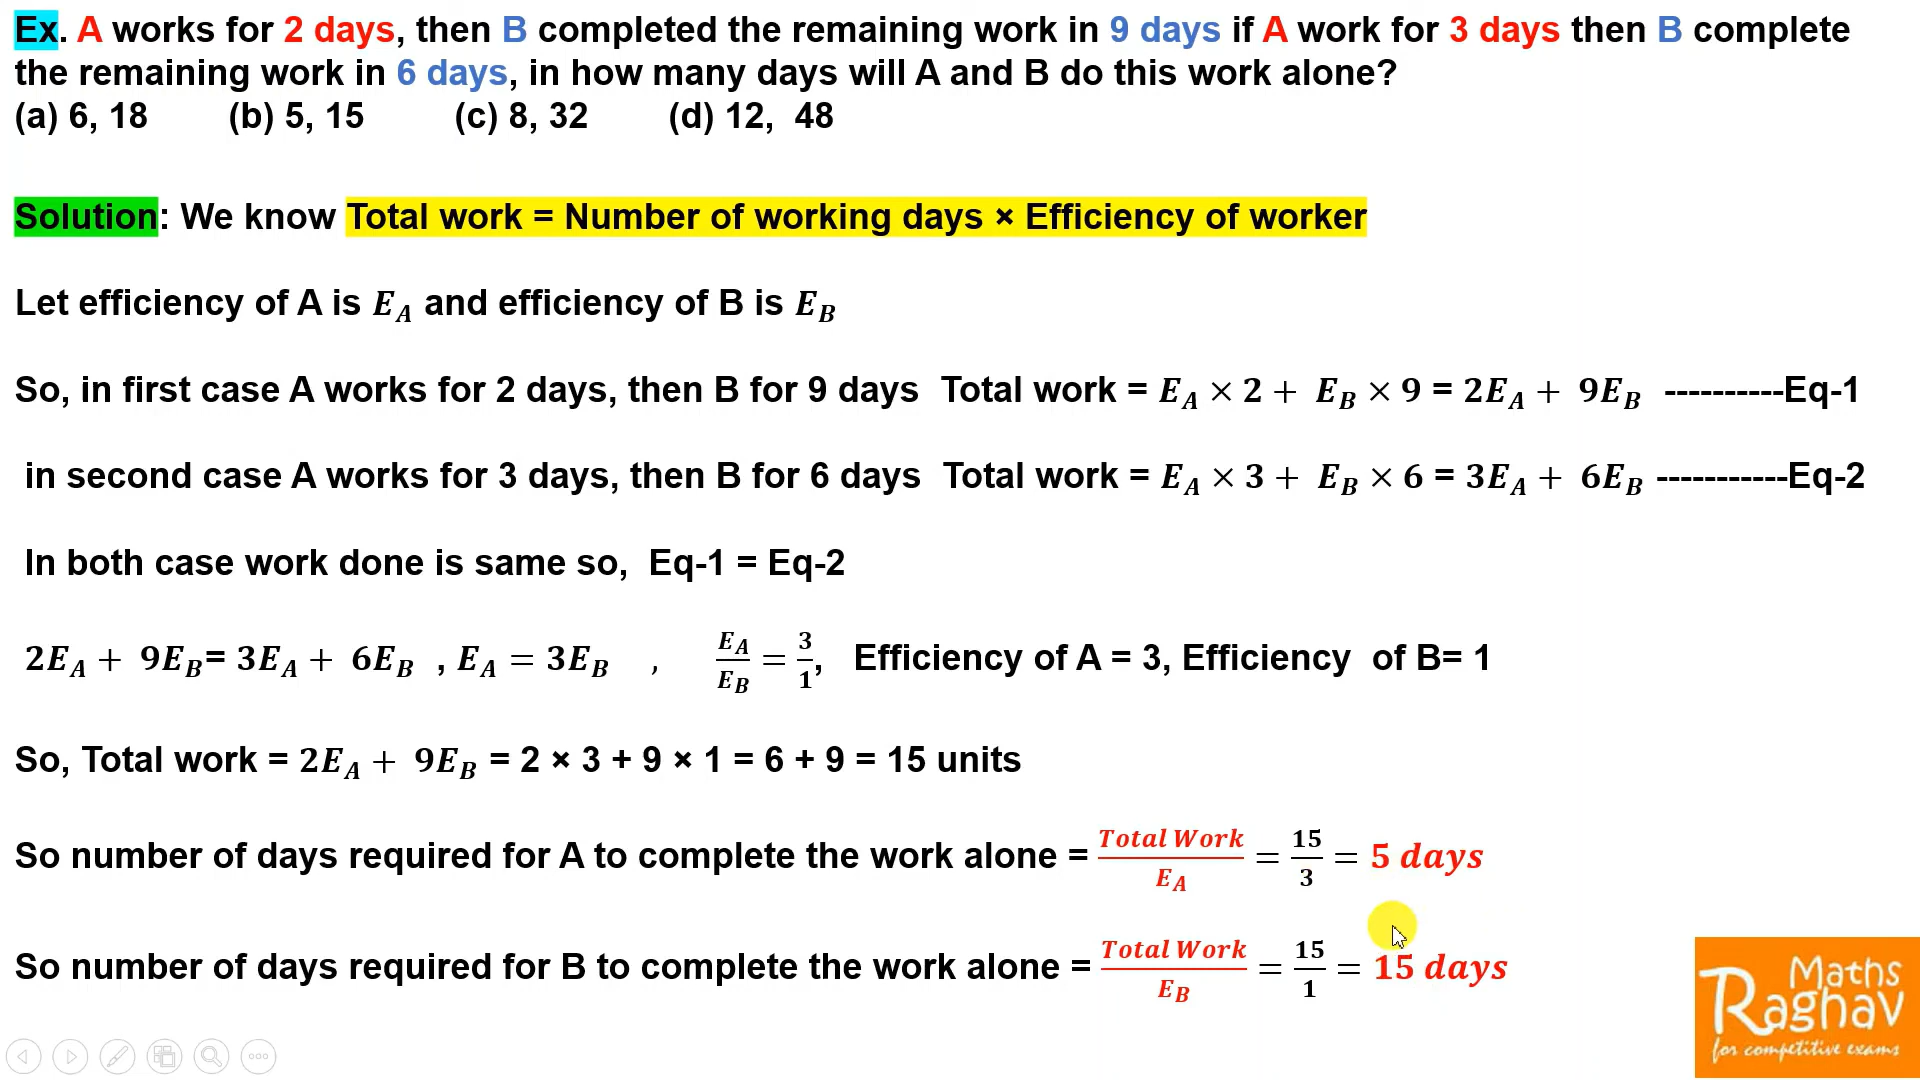 Ex. A works for 2 days, then B completed the remaining work in 9 days if A work for 3 days then B complete
the remaining work in 6 days, in how many days will A and B do this work alone?
(a) 6, 18 (b) 5, 15 (c) 8, 32 (d) 12, 48
Solution: We know Total work = Number of working days × Efficiency of worker
Let efficiency of A is E_A and efficiency of B is E_B
So, in first case A works for 2 days, then B for 9 days Total work = E_A × 2 + E_B × 9 = 2E_A + 9E_B ----------Eq-1
in second case A works for 3 days, then B for 6 days Total work = E_A × 3 + E_B × 6 = 3E_A + 6E_B -----------Eq-2
In both case work done is same so, Eq-1 = Eq-2
2E_A + 9E_B= 3E_A + 6E_B , E_A = 3E_B , E_A/E_B = 3/1, Efficiency of A = 3, Efficiency of B= 1
So, Total work = 2E_A + 9E_B = 2 × 3 + 9 × 1 = 6 + 9 = 15 units
So number of days required for A to complete the work alone = Total Work/E_A = 15/3 = 5 days
So number of days required for B to complete the work alone = Total Work/E_B = 15/1 = 15 days
Maths
Raghav
for competitive exams